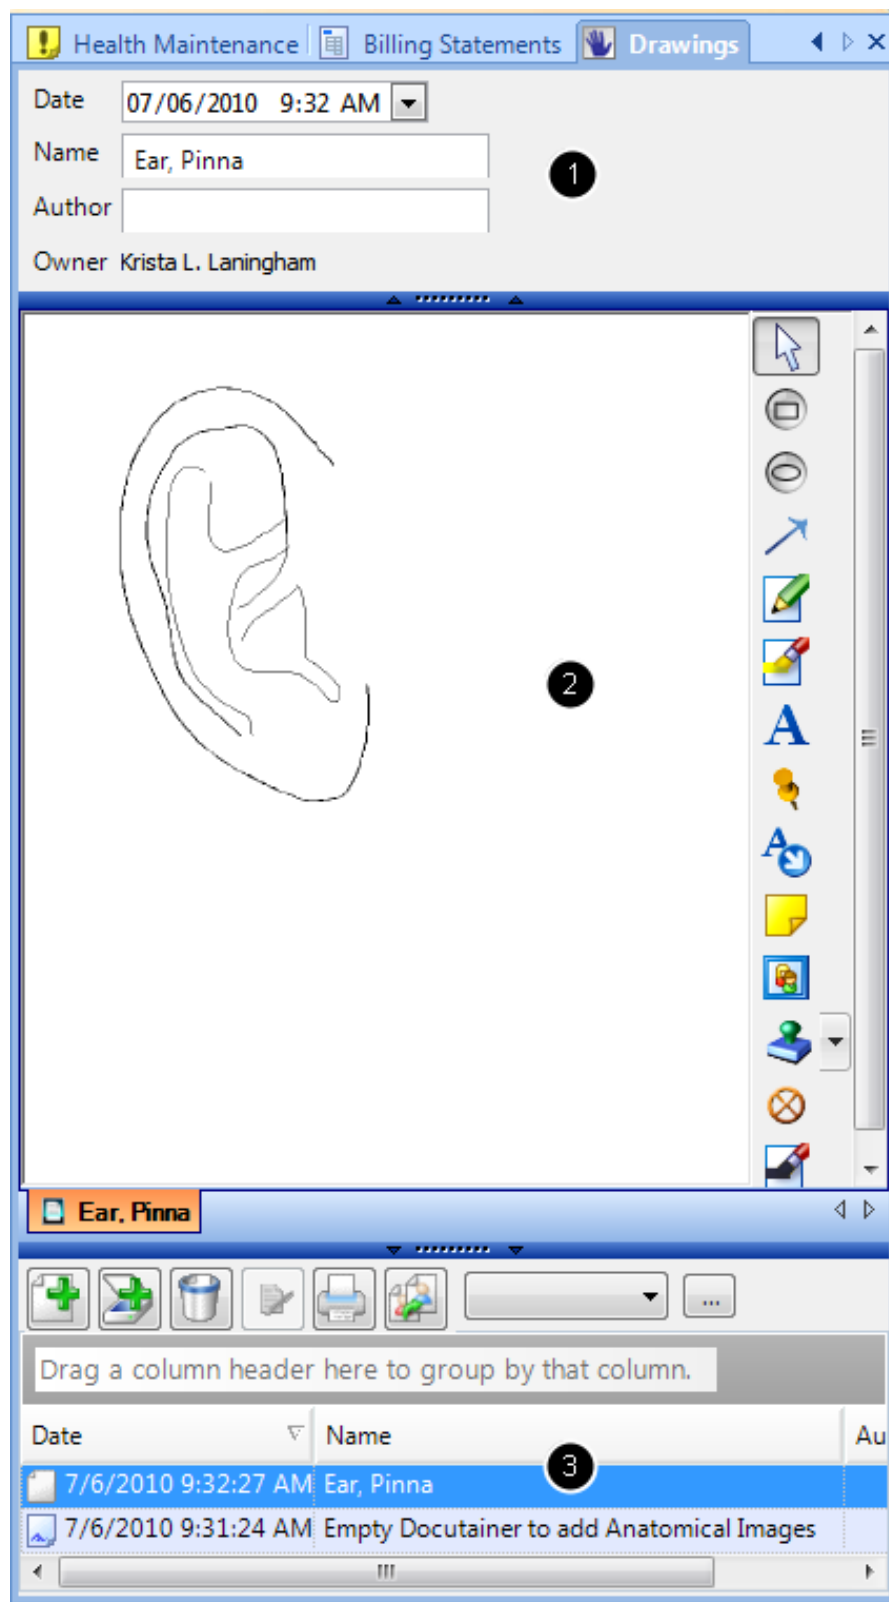 Health Maintenance Billing Statements Drawings
Date 07/06/2010 9:32 AM
Name Ear, Pinna
1
Author
Owner Krista L. Laningham
2
A
A
Ear, Pinna
...
Drag a column header here to group by that column.
Date Name Au
3
7/6/2010 9:32:27 AM Ear, Pinna
7/6/2010 9:31:24 AM Empty Docutainer to add Anatomical Images